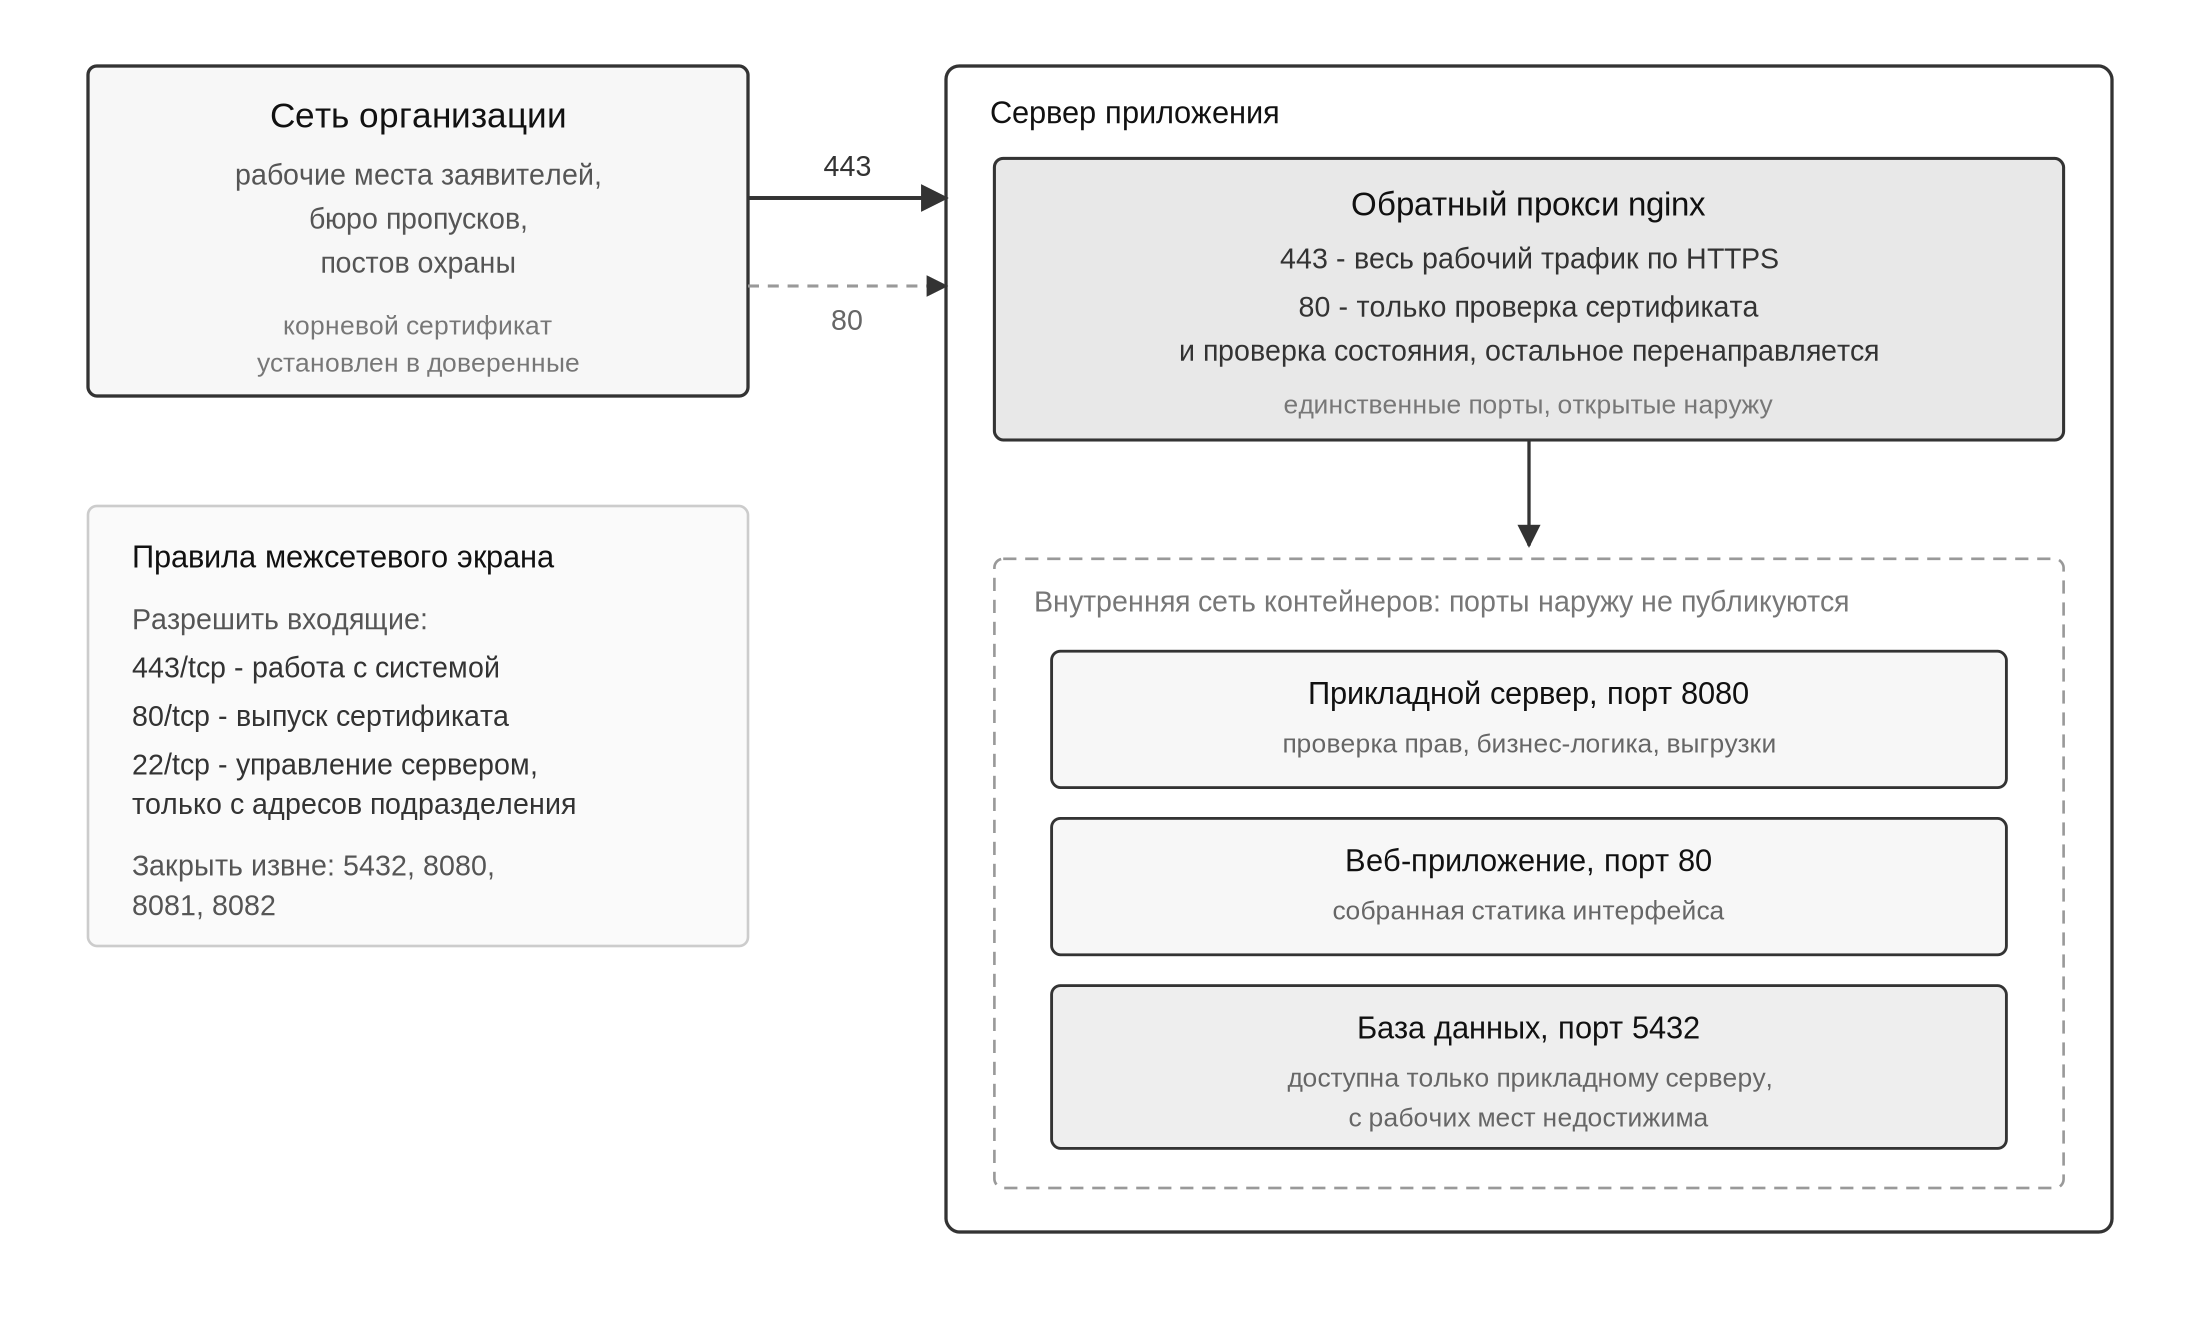 Сеть организации
рабочие места заявителей,
бюро пропусков,
постов охраны
корневой сертификат
установлен в доверенные
443
80
Сервер приложения
Обратный прокси nginx
443 - весь рабочий трафик по HTTPS
80 - только проверка сертификата
и проверка состояния, остальное перенаправляется
единственные порты, открытые наружу
Правила межсетевого экрана
Разрешить входящие:
443/tcp - работа с системой
80/tcp - выпуск сертификата
22/tcp - управление сервером,
только с адресов подразделения
Закрыть извне: 5432, 8080,
8081, 8082
Внутренняя сеть контейнеров: порты наружу не публикуются
Прикладной сервер, порт 8080
проверка прав, бизнес-логика, выгрузки
Веб-приложение, порт 80
собранная статика интерфейса
База данных, порт 5432
доступна только прикладному серверу,
с рабочих мест недостижима